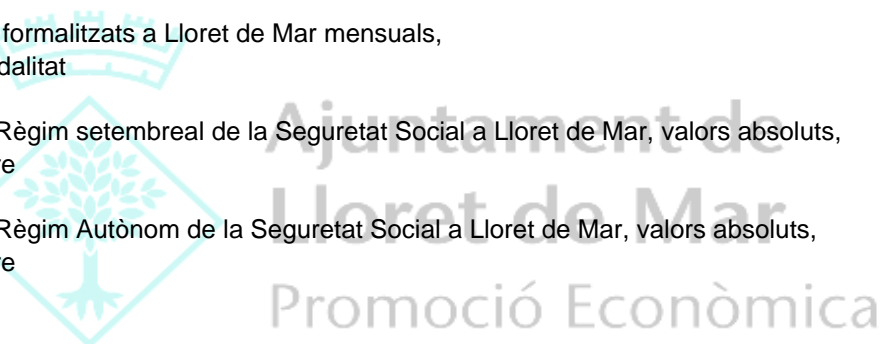 formalitzats a Lloret de Mar mensuals,
dalitat
Règim setembreal de la Seguretat Social a Lloret de Mar, valors absoluts,
re
Règim Autònom de la Seguretat Social a Lloret de Mar, valors absoluts,
re
Ajuntament de
Lloret de Mar
Promoció Econòmica